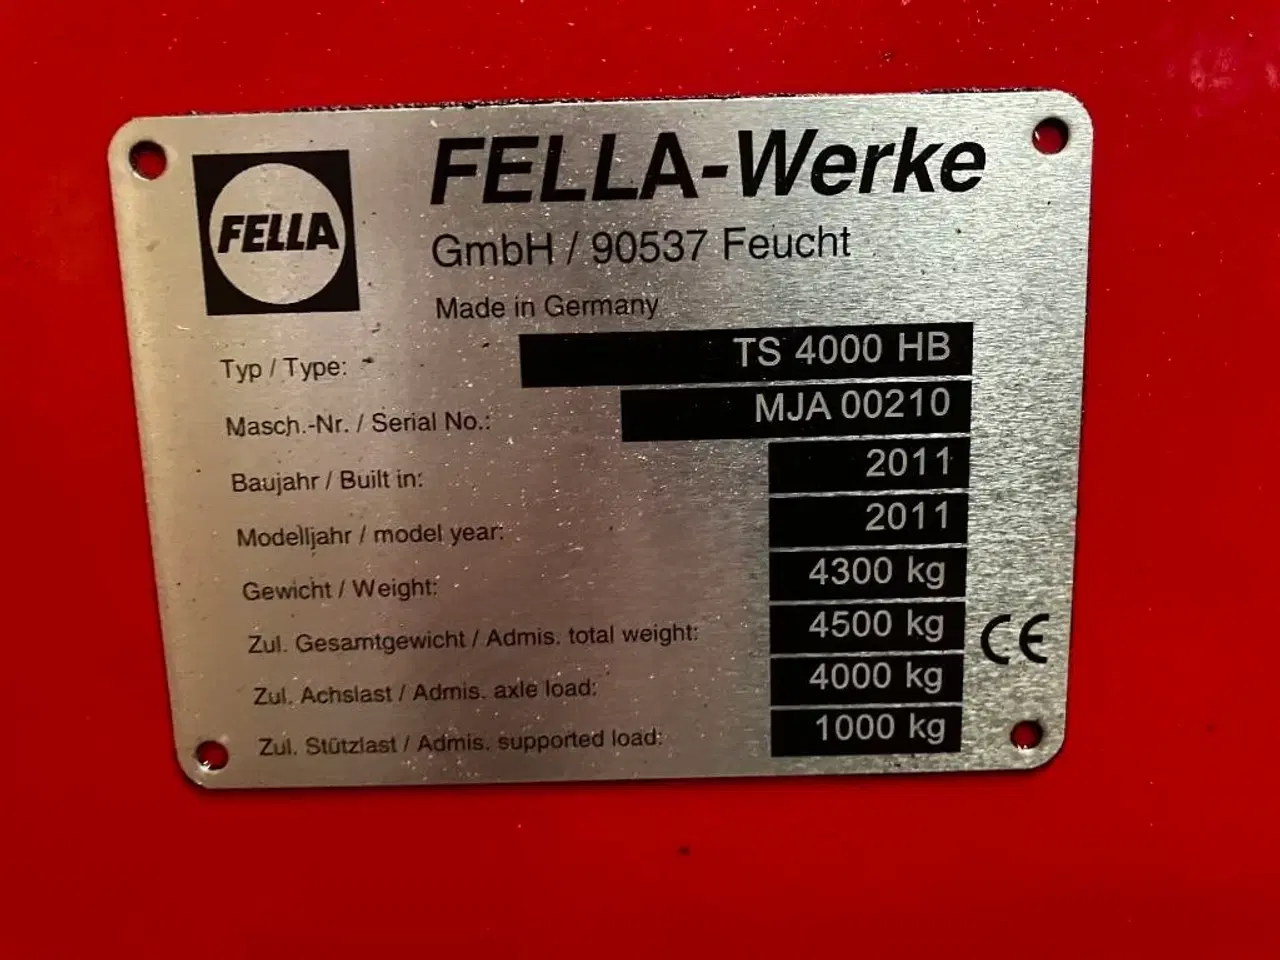 FELLA
FELLA-Werke
GmbH / 90537 Feucht
Made in Germany
Typ / Type: TS 4000 HB
Masch.-Nr. / Serial No.: MJA 00210
Baujahr / Built in: 2011
Modelljahr / model year: 2011
Gewicht / Weight: 4300 kg
Zul. Gesamtgewicht / Admis. total weight: 4500 kg
Zul. Achslast / Admis. axle load: 4000 kg
Zul. Stützlast / Admis. supported load: 1000 kg
CE